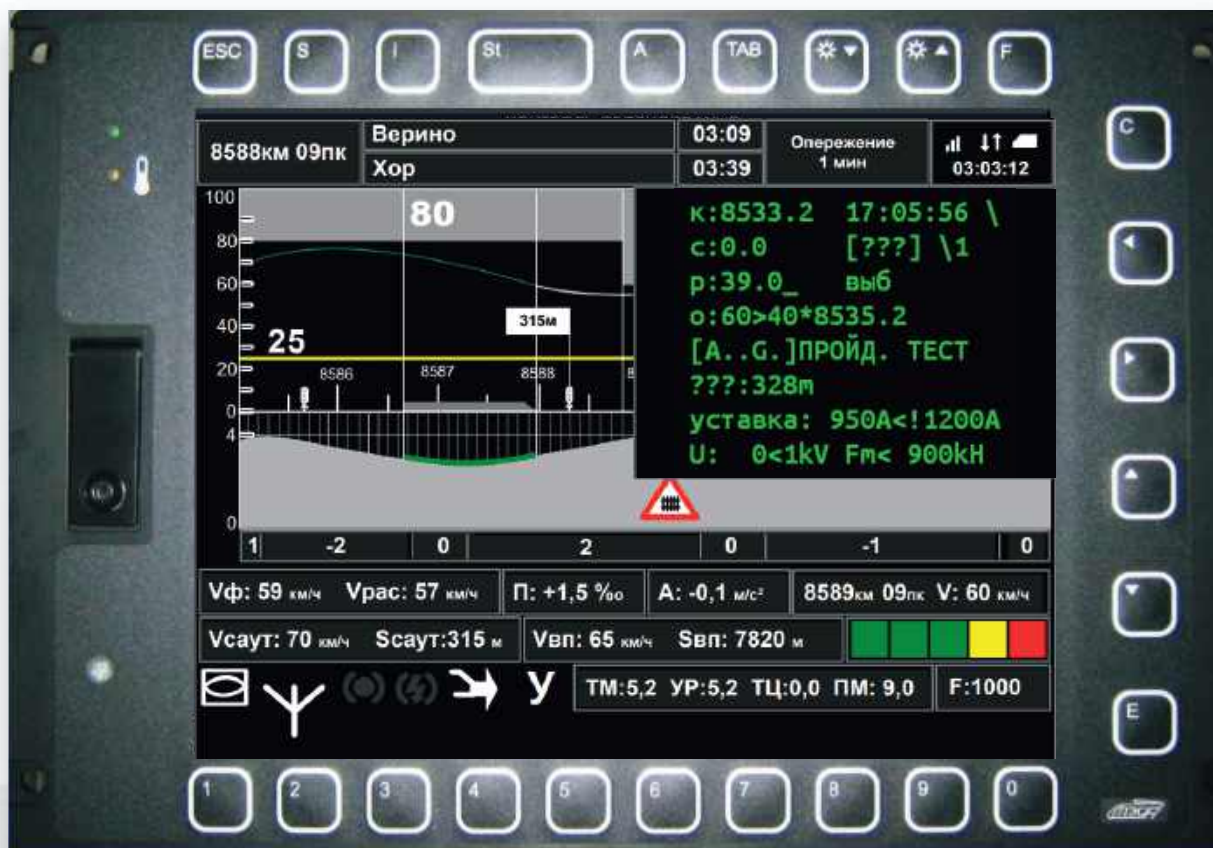 ESC S I St A TAB F
C
8588км 09пк
Верино 03:09
Хор 03:39
Опережение
1 мин
03:03:12
100
80
60
40
20
0
4
0
80
25
315м
8586 8587 8588 8
к:8533.2 17:05:56 \
с:0.0 [???] \1
р:39.0_ выб
о:60>40*8535.2
[A..G.]ПРОЙД. ТЕСТ
???:328m
уставка: 950А<!1200А
U: 0<1kV Fm< 900kH
1 -2 0 2 0 -1 0
Vф: 59 км/ч Vрас: 57 км/ч П: +1,5 ‰ А: -0,1 м/с² 8589км 09пк V: 60 км/ч
Vсаут: 70 км/ч Sсаут:315 м Vвп: 65 км/ч Sвп: 7820 м
У
ТМ:5,2 УР:5,2 ТЦ:0,0 ПМ: 9,0 F:1000
E
1 2 3 4 5 6 7 8 9 0